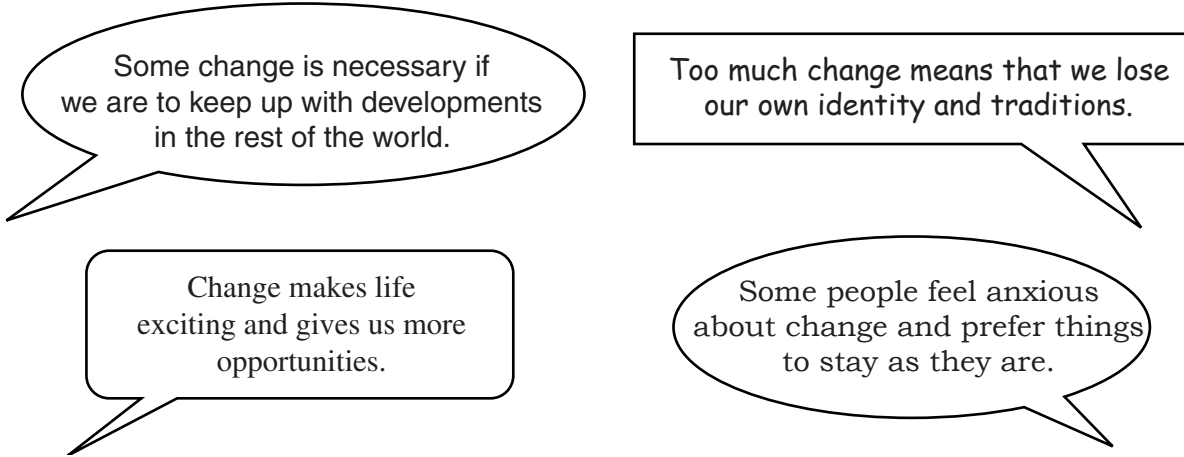 Some change is necessary if
we are to keep up with developments
in the rest of the world.
Too much change means that we lose
our own identity and traditions.
Change makes life
exciting and gives us more
opportunities.
Some people feel anxious
about change and prefer things
to stay as they are.